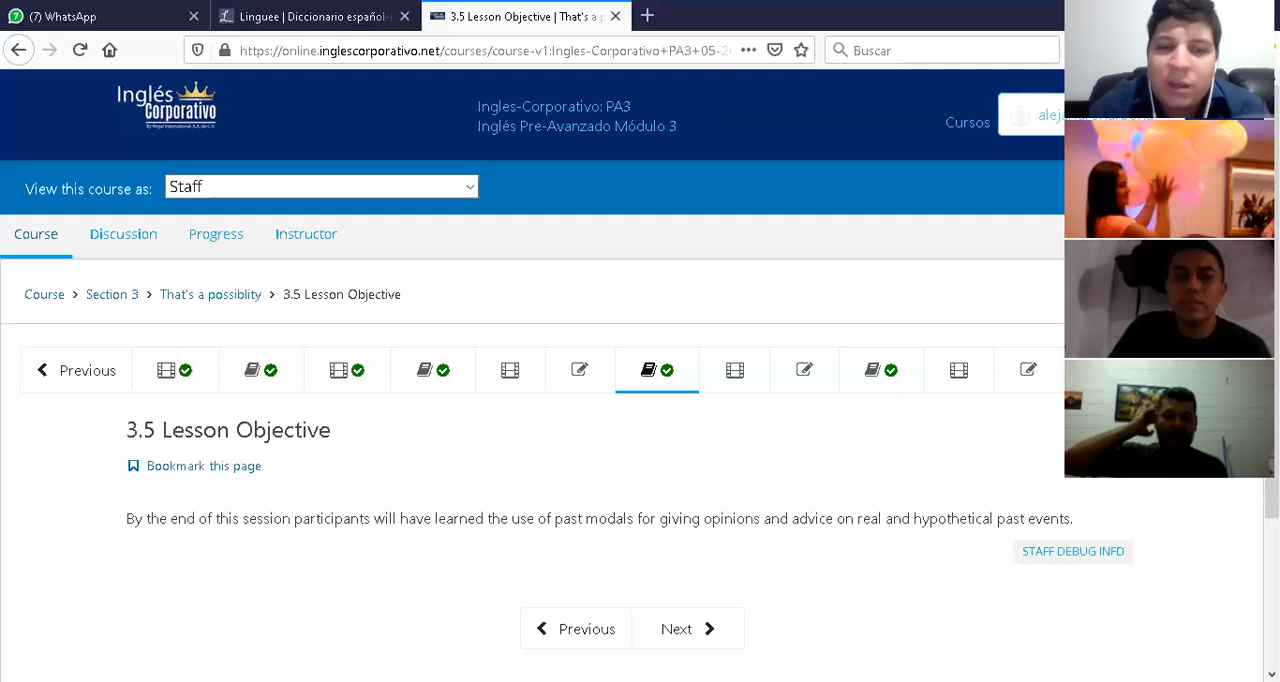 (7) WhatsApp
Linguee | Diccionario español-
3.5 Lesson Objective | That's a p
https://online.inglescorporativo.net/courses/course-v1:Ingles-Corporativo+PA3+05-2
Buscar
Inglés
Corporativo
By Regal International, S.A. de C.V.
Ingles-Corporativo: PA3
Inglés Pre-Avanzado Módulo 3
Cursos
View this course as:
Staff
Course
Discussion
Progress
Instructor
Course > Section 3 > That's a possiblity > 3.5 Lesson Objective
Previous
3.5 Lesson Objective
Bookmark this page
By the end of this session participants will have learned the use of past modals for giving opinions and advice on real and hypothetical past events.
STAFF DEBUG INFO
Previous
Next